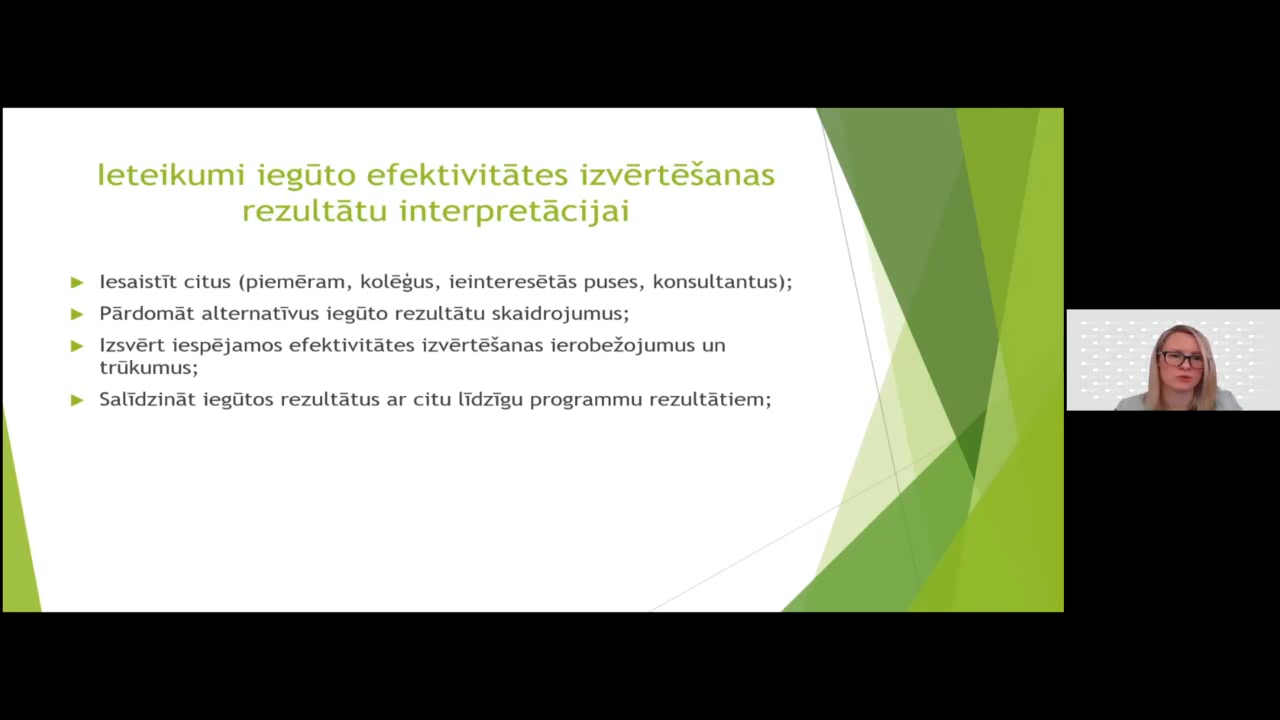 Ieteikumi iegūto efektivitātes izvērtēšanas
rezultātu interpretācijai
Iesaistīt citus (piemēram, kolēģus, ieinteresētās puses, konsultantus);
Pārdomāt alternatīvus iegūto rezultātu skaidrojumus;
Izsvērt iespējamos efektivitātes izvērtēšanas ierobežojumus un
trūkumus;
Salīdzināt iegūtos rezultātus ar citu līdzīgu programmu rezultātiem;